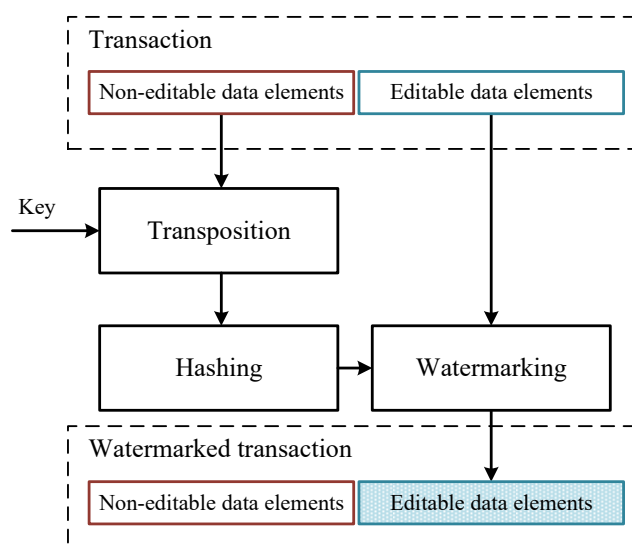 Transaction
Non-editable data elements
Editable data elements
Key
Transposition
Hashing
Watermarking
Watermarked transaction
Non-editable data elements
Editable data elements